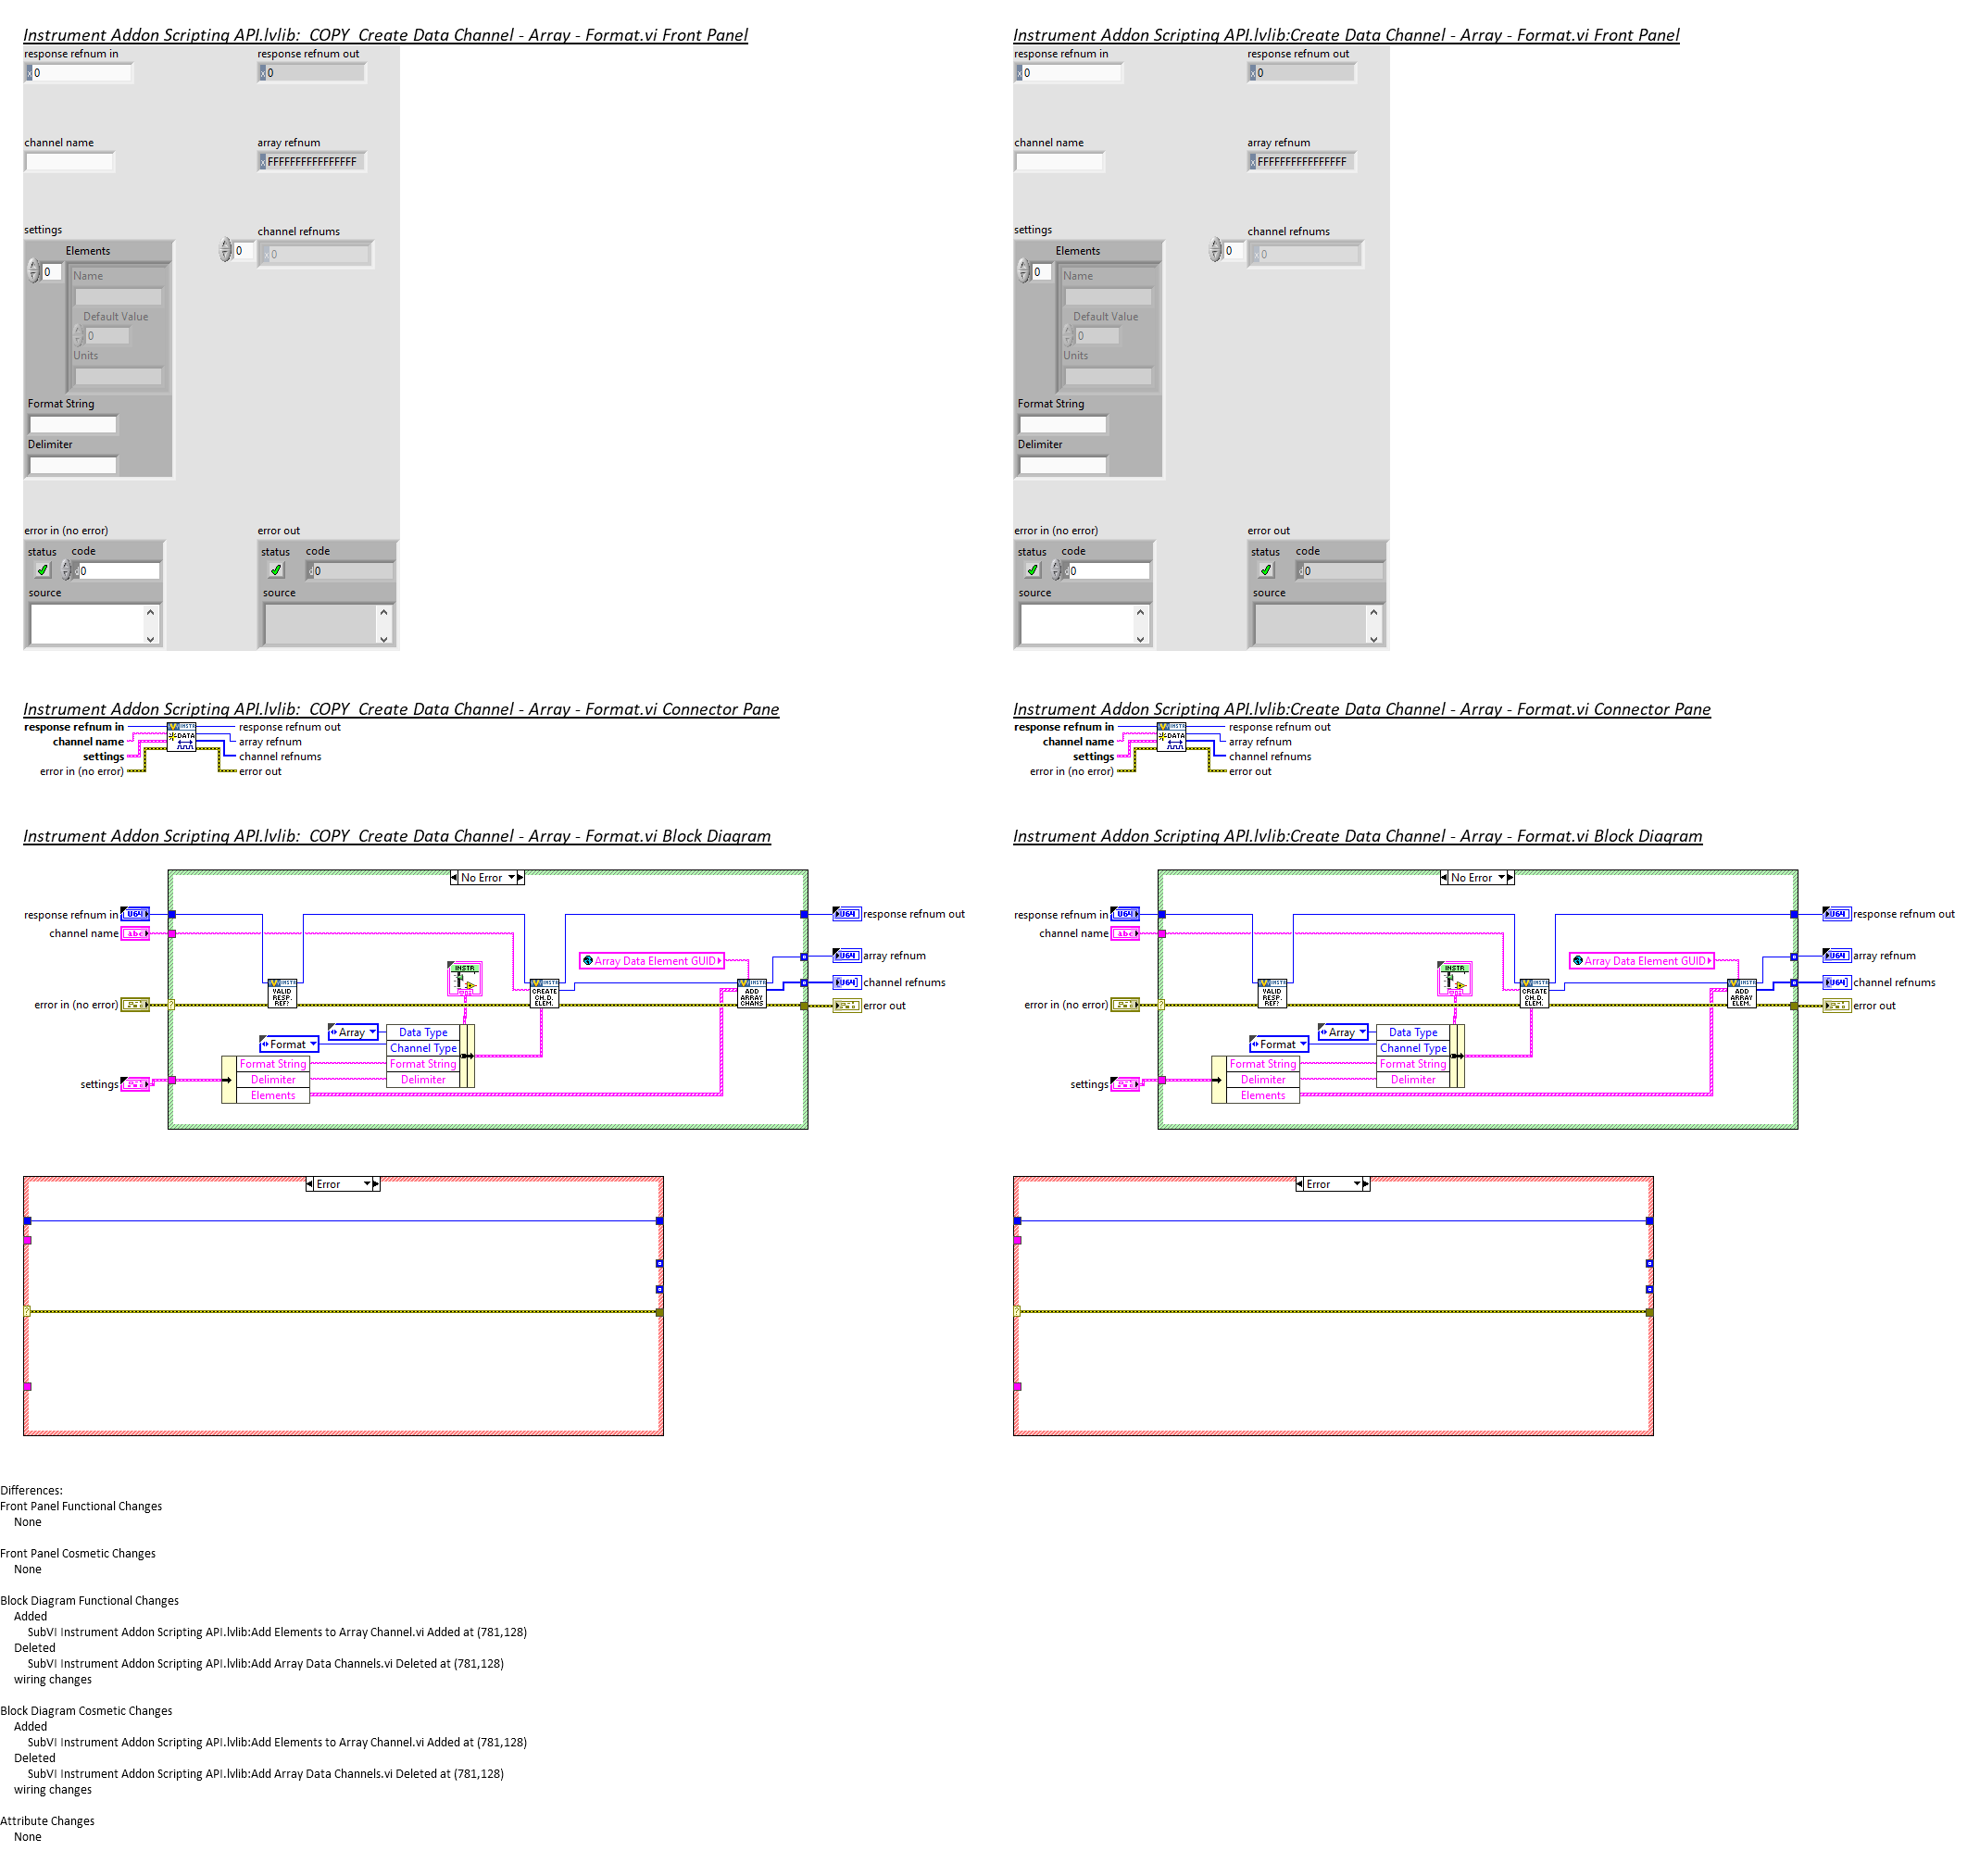 Instrument Addon Scripting API.lvlib:  COPY  Create Data Channel - Array - Format.vi Front Panel
response refnum in
response refnum out
x 0
x 0
channel name
array refnum
x FFFFFFFFFFFFFFFF
settings
channel refnums
Elements
0
x 0
0
Name
Default Value
0
Units
Format String
Delimiter
error in (no error)
error out
status code
status code
d 0
d 0
source
source
Instrument Addon Scripting API.lvlib:Create Data Channel - Array - Format.vi Front Panel
response refnum in
response refnum out
x 0
x 0
channel name
array refnum
x FFFFFFFFFFFFFFFF
settings
channel refnums
Elements
0
x 0
0
Name
Default Value
0
Units
Format String
Delimiter
error in (no error)
error out
status code
status code
d 0
d 0
source
source
Instrument Addon Scripting API.lvlib:  COPY  Create Data Channel - Array - Format.vi Connector Pane
response refnum in
channel name
settings
error in (no error)
INSTR
DATA
response refnum out
array refnum
channel refnums
error out
Instrument Addon Scripting API.lvlib:Create Data Channel - Array - Format.vi Connector Pane
response refnum in
channel name
settings
error in (no error)
INSTR
DATA
response refnum out
array refnum
channel refnums
error out
Instrument Addon Scripting API.lvlib:  COPY  Create Data Channel - Array - Format.vi Block Diagram
No Error
response refnum in
U64
U64
response refnum out
channel name
abc
Array Data Element GUID
U64
array refnum
INSTR
INSTR
VALID
RESP.
REF?
INSTR
CREATE
CH.D.
ELEM.
INSTR
ADD
ARRAY
CHANS
U64
channel refnums
error in (no error)
error out
Array
Data Type
Format
Channel Type
Format String
Format String
settings
Delimiter
Delimiter
Elements
Error
Instrument Addon Scripting API.lvlib:Create Data Channel - Array - Format.vi Block Diagram
No Error
response refnum in
U64
U64
response refnum out
channel name
abc
Array Data Element GUID
U64
array refnum
INSTR
INSTR
VALID
RESP.
REF?
INSTR
CREATE
CH.D.
ELEM.
INSTR
ADD
ARRAY
ELEM.
U64
channel refnums
error in (no error)
error out
Array
Data Type
Format
Channel Type
Format String
Format String
settings
Delimiter
Delimiter
Elements
Error
Differences:
Front Panel Functional Changes
None
Front Panel Cosmetic Changes
None
Block Diagram Functional Changes
Added
SubVI Instrument Addon Scripting API.lvlib:Add Elements to Array Channel.vi Added at (781,128)
Deleted
SubVI Instrument Addon Scripting API.lvlib:Add Array Data Channels.vi Deleted at (781,128)
wiring changes
Block Diagram Cosmetic Changes
Added
SubVI Instrument Addon Scripting API.lvlib:Add Elements to Array Channel.vi Added at (781,128)
Deleted
SubVI Instrument Addon Scripting API.lvlib:Add Array Data Channels.vi Deleted at (781,128)
wiring changes
Attribute Changes
None